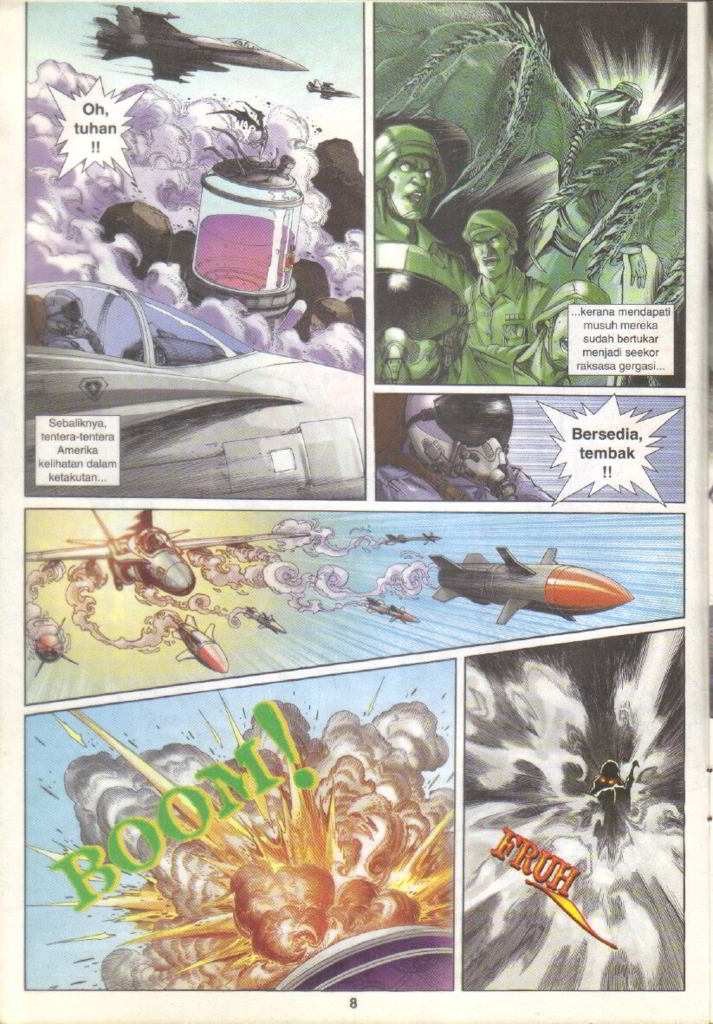 Oh,
tuhan
!!
Sebaliknya,
tentera-tentera
Amerika
kelihatan dalam
ketakutan...
...kerana mendapati
musuh mereka
sudah bertukar
menjadi seekor
raksasa gergasi...
Bersedia,
tembak
!!
BOOM!
FRUH
8